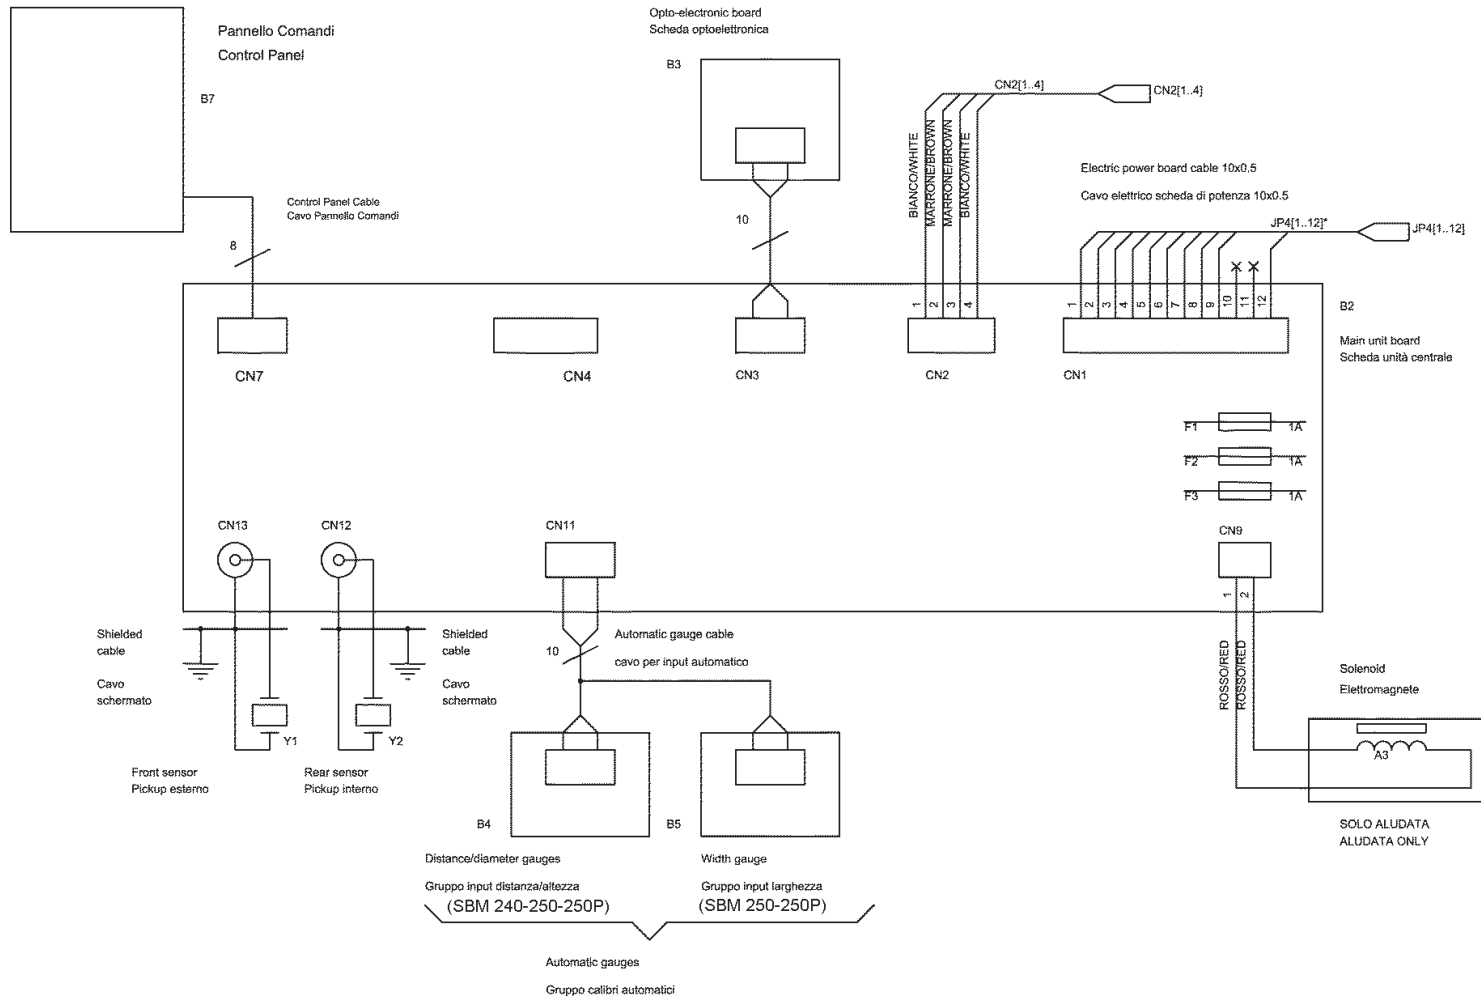 Pannello Comandi
Control Panel
B7
Opto-electronic board
Scheda optoelettronica
B3
CN2[1..4]
CN2[1..4]
BIANCO/WHITE
MARRONE/BROWN
MARRONE/BROWN
BIANCO/WHITE
Electric power board cable 10x0,5
Cavo elettrico scheda di potenza 10x0.5
JP4[1..12]*
JP4[1..12]
Control Panel Cable
Cavo Pannello Comandi
8
10
1
2
3
4
1
2
3
4
5
6
7
8
9
10
11
12
B2
Main unit board
Scheda unità centrale
CN7
CN4
CN3
CN2
CN1
F1
1A
F2
1A
F3
1A
CN13
CN12
CN11
CN9
1
2
Shielded
cable
Cavo
schermato
Shielded
cable
Cavo
schermato
10
Automatic gauge cable
cavo per input automatico
ROSSO/RED
ROSSO/RED
Solenoid
Elettromagnete
A3
SOLO ALUDATA
ALUDATA ONLY
Y1
Y2
Front sensor
Pickup esterno
Rear sensor
Pickup interno
B4
B5
Distance/diameter gauges
Gruppo input distanza/altezza
(SBM 240-250-250P)
Width gauge
Gruppo input larghezza
(SBM 250-250P)
Automatic gauges
Gruppo calibri automatici